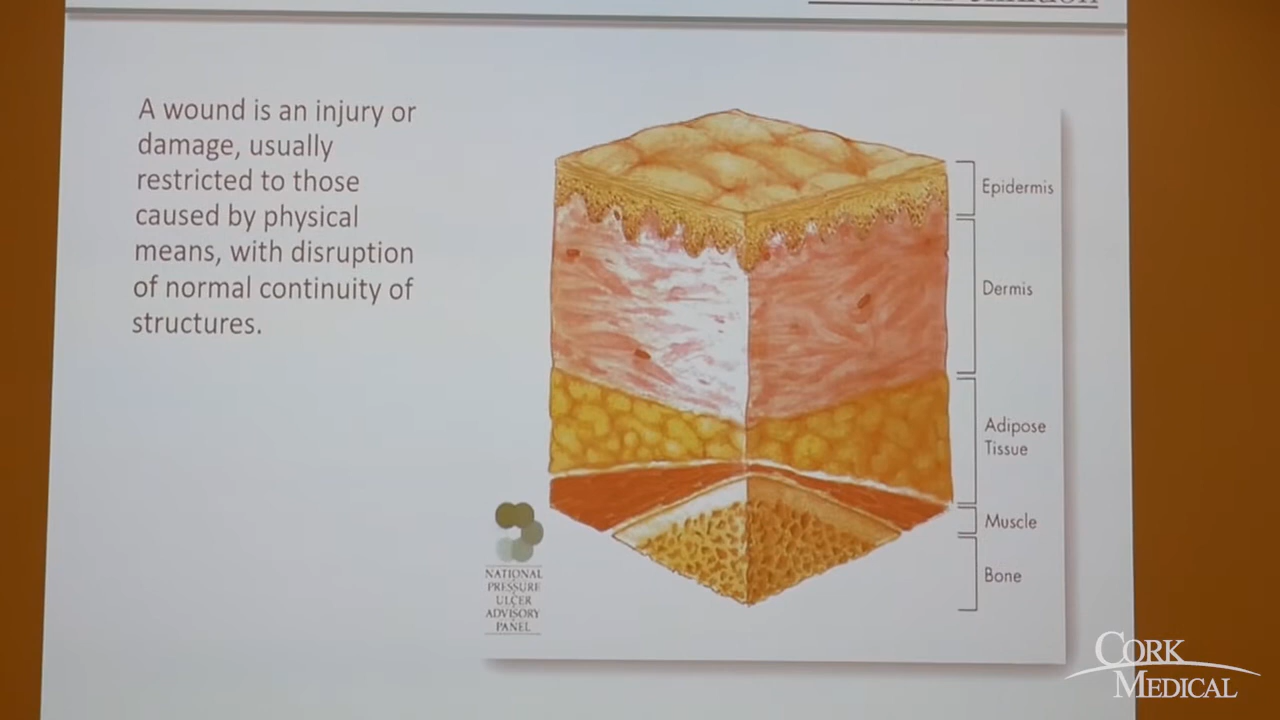 A wound is an injury or
damage, usually
restricted to those
caused by physical
means, with disruption
of normal continuity of
structures.
Epidermis
Dermis
Adipose
Tissue
Muscle
Bone
NATIONAL
PRESSURE
ULCER
ADVISORY
PANEL
CORK
MEDICAL